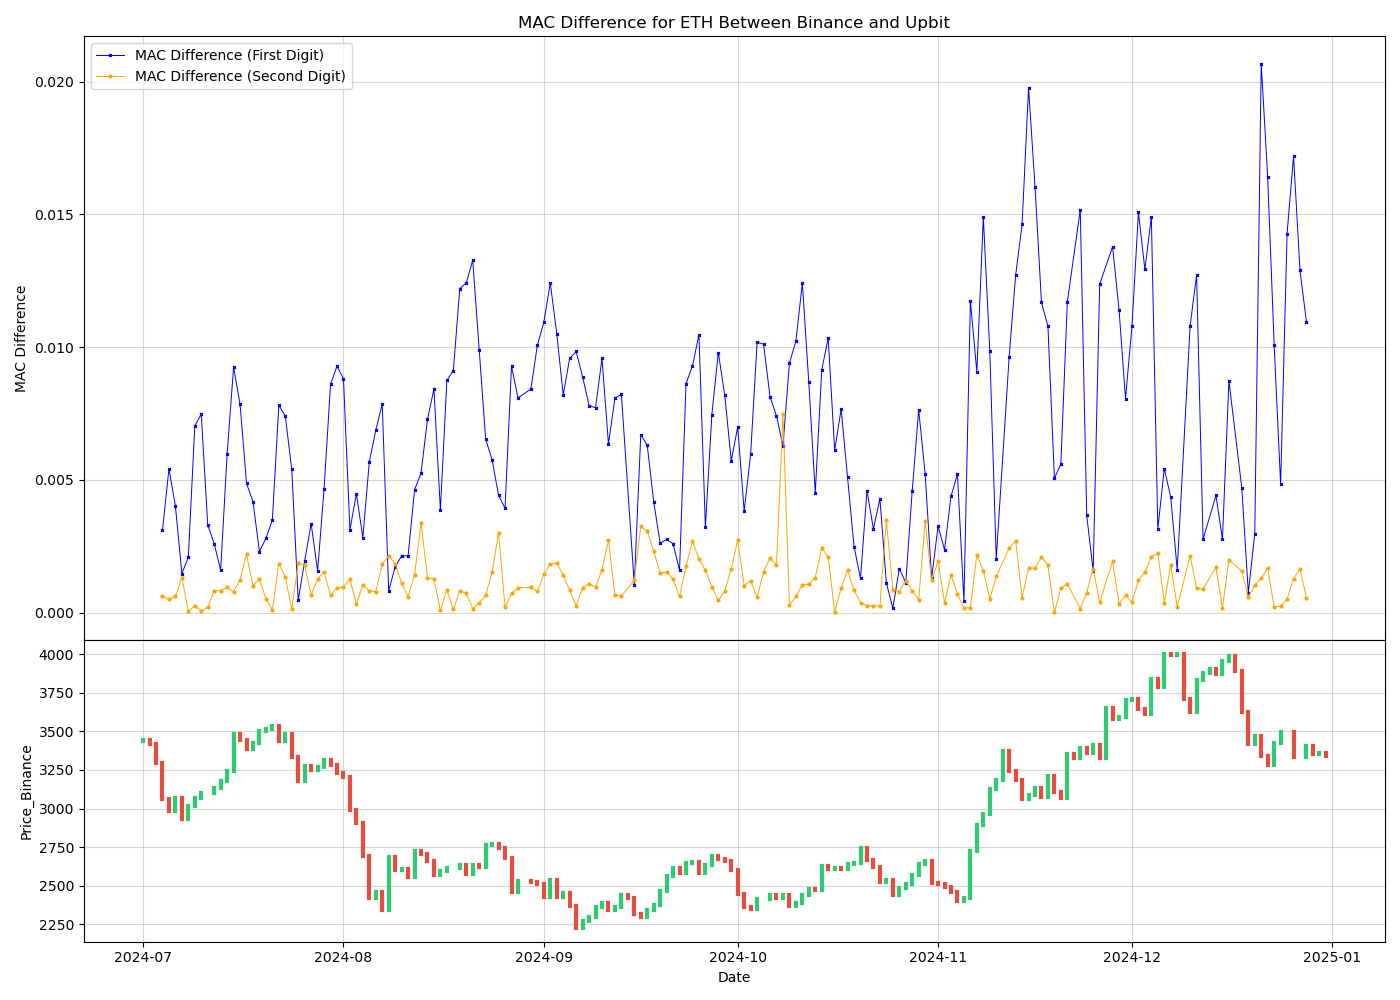 MAC Difference for ETH Between Binance and Upbit
MAC Difference (First Digit)
MAC Difference (Second Digit)
MAC Difference
0.020
0.015
0.010
0.005
0.000
Price_Binance
4000
3750
3500
3250
3000
2750
2500
2250
2024-07 2024-08 2024-09 2024-10 2024-11 2024-12 2025-01
Date